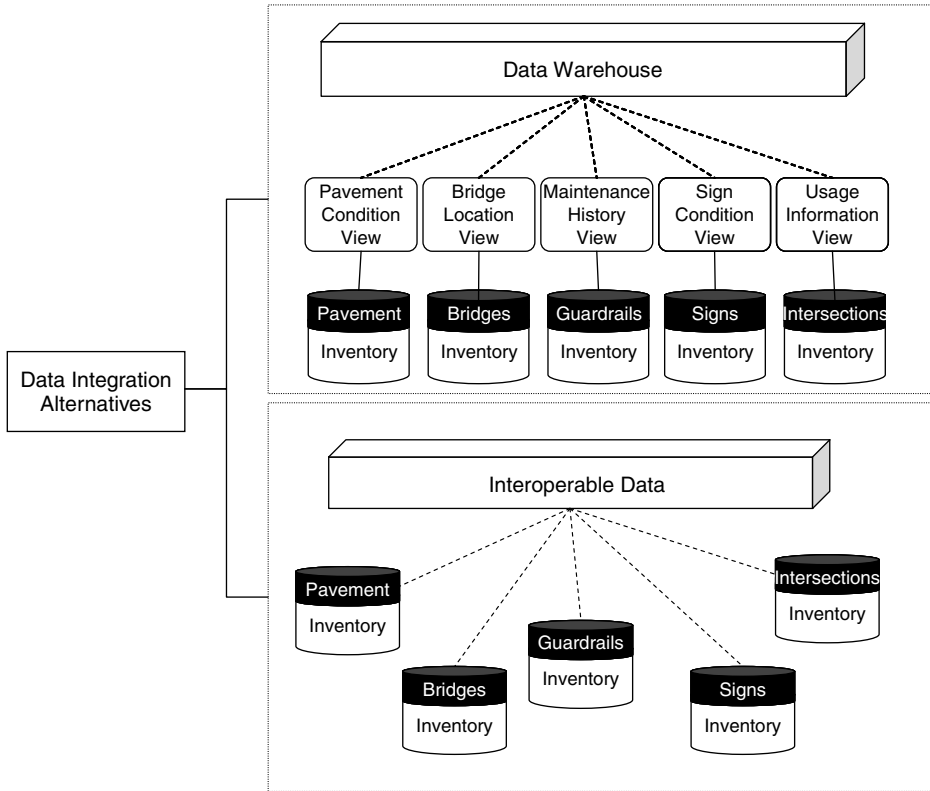 Data Warehouse
Pavement
Condition
View
Bridge
Location
View
Maintenance
History
View
Sign
Condition
View
Usage
Information
View
Pavement
Inventory
Bridges
Inventory
Guardrails
Inventory
Signs
Inventory
Intersections
Inventory
Data Integration
Alternatives
Interoperable Data
Pavement
Inventory
Bridges
Inventory
Guardrails
Inventory
Signs
Inventory
Intersections
Inventory